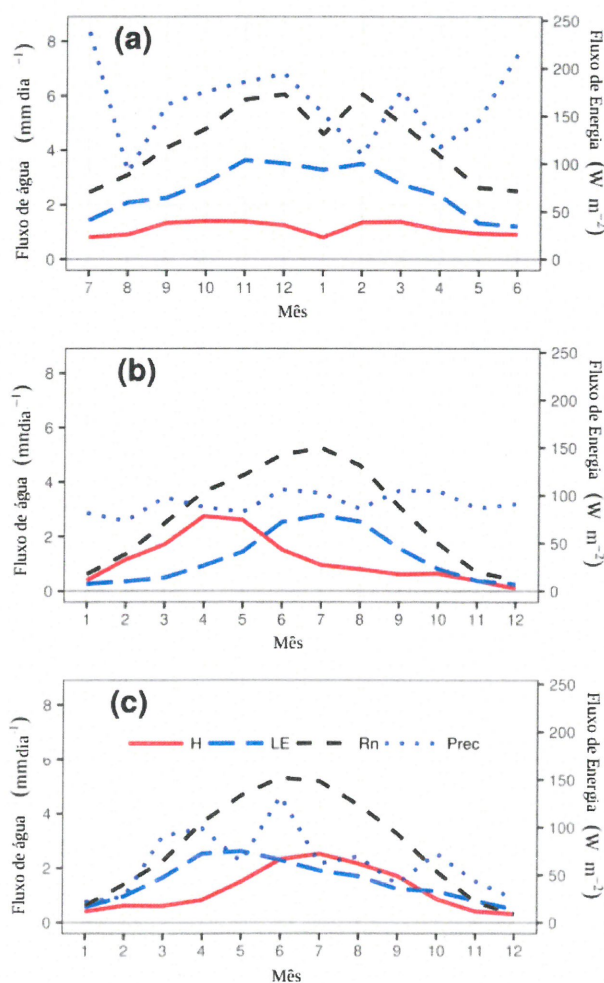 (a)
Fluxo de água (mm dia ⁻¹)
Fluxo de Energia (W m⁻²)
8
6
4
2
0
250
200
150
100
50
0
7 8 9 10 11 12 1 2 3 4 5 6
Mês
(b)
Fluxo de água (mndia ⁻¹)
Fluxo de Energia (W m⁻²)
8
6
4
2
0
250
200
150
100
50
0
1 2 3 4 5 6 7 8 9 10 11 12
Mês
(c)
H LE Rn Prec
Fluxo de água (mmdia ¹)
Fluxo de Energia (W m⁻²)
8
6
4
2
0
250
200
150
100
50
0
1 2 3 4 5 6 7 8 9 10 11 12
Mês